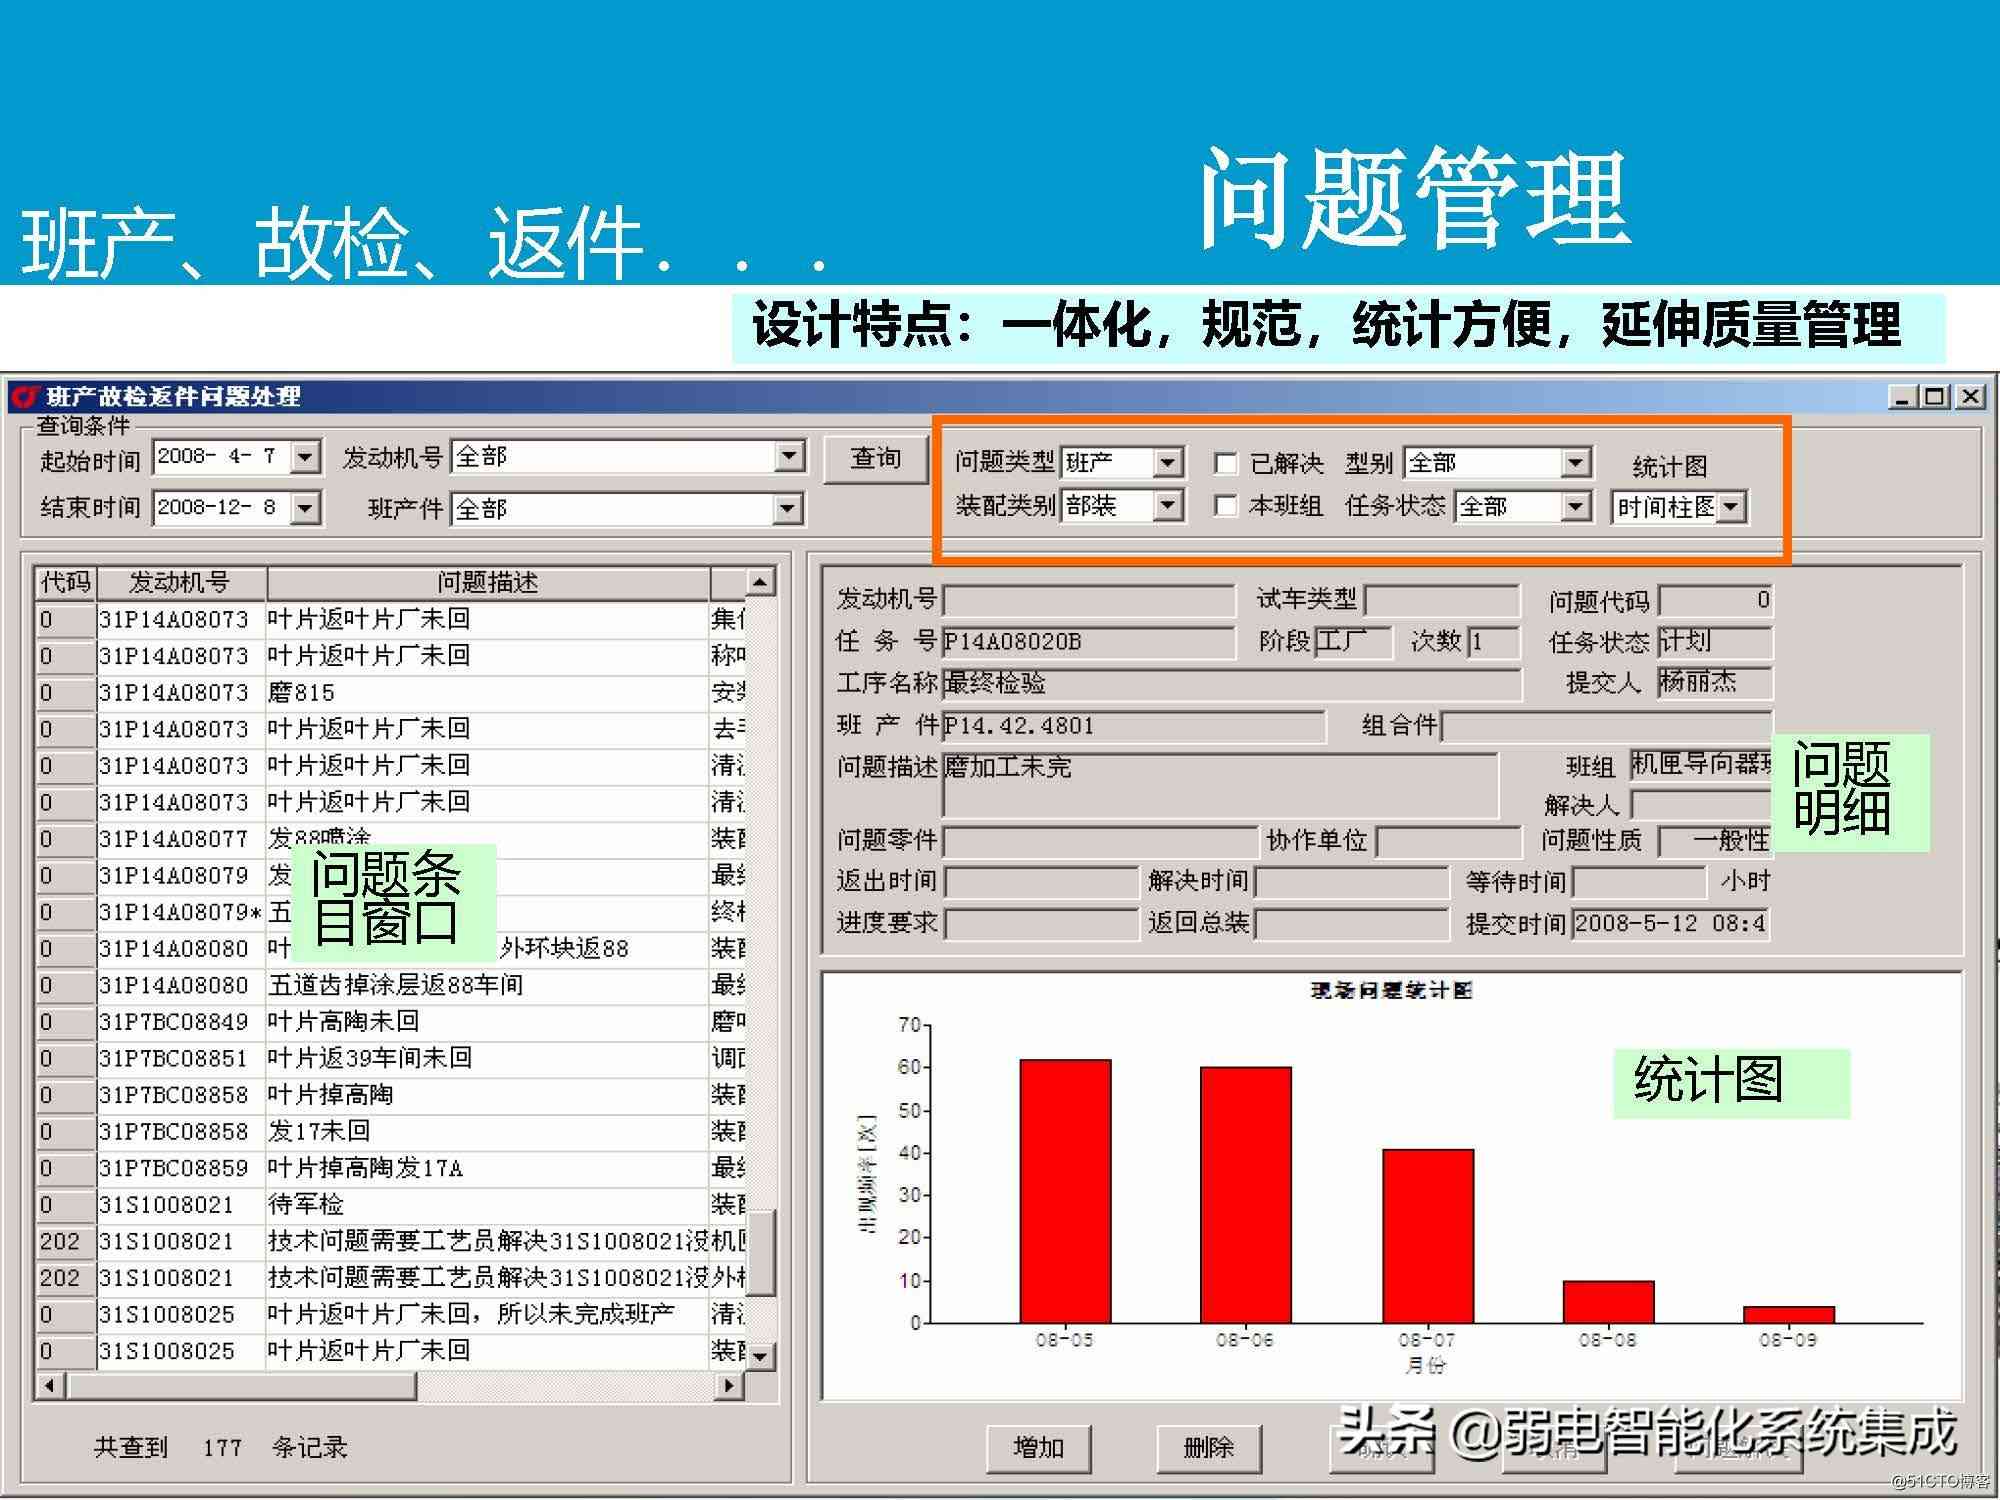 问题管理
班产、故检、返件．．．
设计特点：一体化，规范，统计方便，延伸质量管理
班产故检返件问题处理
查询条件
起始时间 2008- 4- 7 发动机号 全部 查询
结束时间 2008-12- 8 班产件 全部
问题类型 班产 已解决 型别 全部 统计图
装配类别 部装 本班组 任务状态 全部 时间柱图
代码 发动机号 问题描述
0 31P14A08073 叶片返叶片厂未回
0 31P14A08073 叶片返叶片厂未回 称
0 31P14A08073 磨815 安
0 31P14A08073 叶片返叶片厂未回 去
0 31P14A08073 叶片返叶片厂未回 清
0 31P14A08073 叶片返叶片厂未回 清
0 31P14A08077 发88喷涂 装
0 31P14A08079 发 最
0 31P14A08079* 五 终
0 31P14A08080 叶 外环块返88 装
0 31P14A08080 五道齿掉涂层返88车间 最
0 31P7BC08849 叶片高陶未回 磨
0 31P7BC08851 叶片返39车间未回 调
0 31P7BC08858 叶片掉高陶 装
0 31P7BC08858 发17未回 装
0 31P7BC08859 叶片掉高陶发17A 最
0 31S1008021 待军检 装
202 31S1008021 技术问题需要工艺员解决31S1008021没 机
202 31S1008021 技术问题需要工艺员解决31S1008021没 外
0 31S1008025 叶片返叶片厂未回，所以未完成班产 清
0 31S1008025 叶片返叶片厂未回 装
问题条
目窗口
共查到 177 条记录
发动机号 试车类型 问题代码 0
任 务 号 P14A08020B 阶段 工厂 次数 1 任务状态 计划
工序名称 最终检验 提交人 杨丽杰
班 产 件 P14.42.4801 组合件
问题描述 磨加工未完 班组 机匣导向器
解决人
问题零件 协作单位 问题性质 一般性
返出时间 解决时间 等待时间 小时
进度要求 返回总装 提交时间 2008-5-12 08:4
问题
明细
现场问题统计图
统计图
出现频率[次]
70
60
50
40
30
20
10
0
08-05 08-06 08-07 08-08 08-09
月份
增加 删除
头条 @弱电智能化系统集成
@51CTO博客